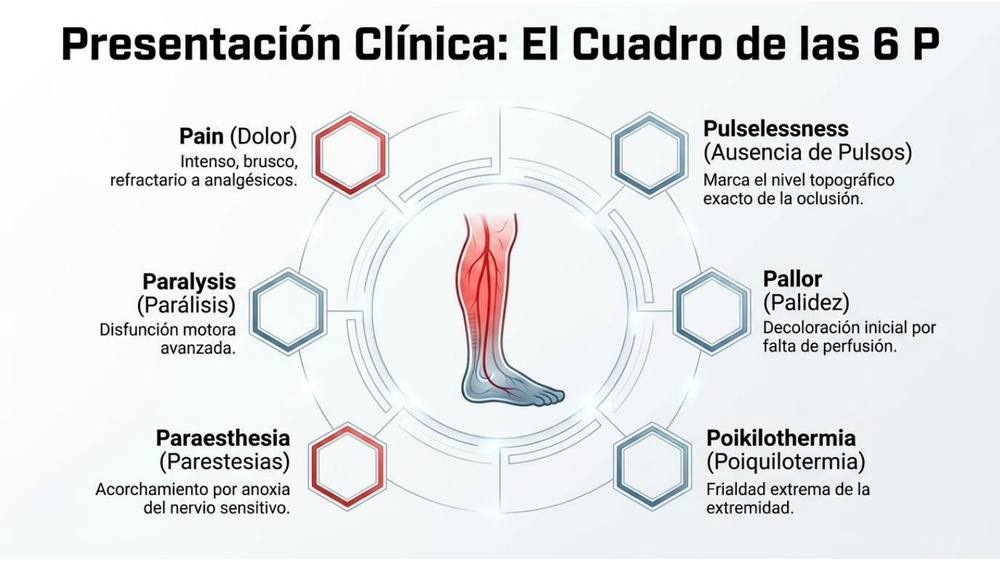 Presentación Clínica: El Cuadro de las 6 P
Pain (Dolor)
Intenso, brusco,
refractario a analgésicos.
Pulselessness
(Ausencia de Pulsos)
Marca el nivel topográfico
exacto de la oclusión.
Paralysis
(Parálisis)
Disfunción motora
avanzada.
Pallor
(Palidez)
Decoloración inicial por
falta de perfusión.
Paraesthesia
(Parestesias)
Acorchamiento por anoxia
del nervio sensitivo.
Poikilothermia
(Poiquilotermia)
Frialdad extrema de la
extremidad.